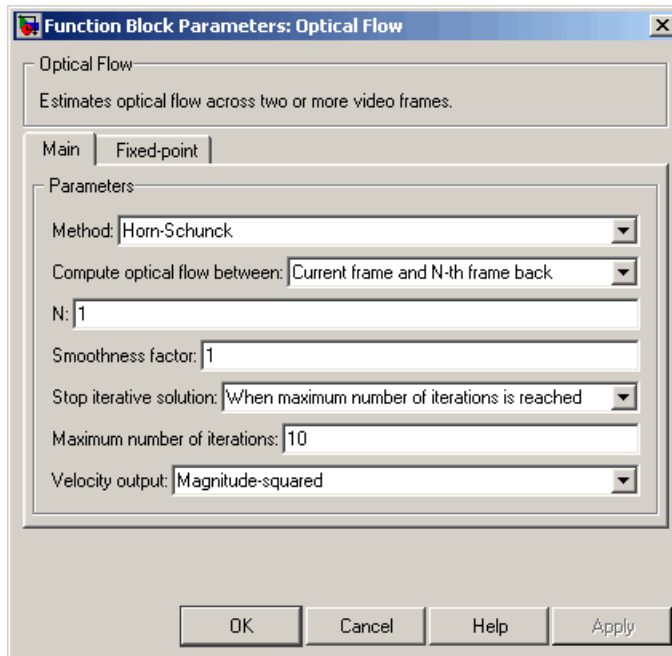 Function Block Parameters: Optical Flow
Optical Flow
Estimates optical flow across two or more video frames.
Main Fixed-point
Parameters
Method: Horn-Schunck
Compute optical flow between: Current frame and N-th frame back
N: 1
Smoothness factor: 1
Stop iterative solution: When maximum number of iterations is reached
Maximum number of iterations: 10
Velocity output: Magnitude-squared
OK Cancel Help Apply